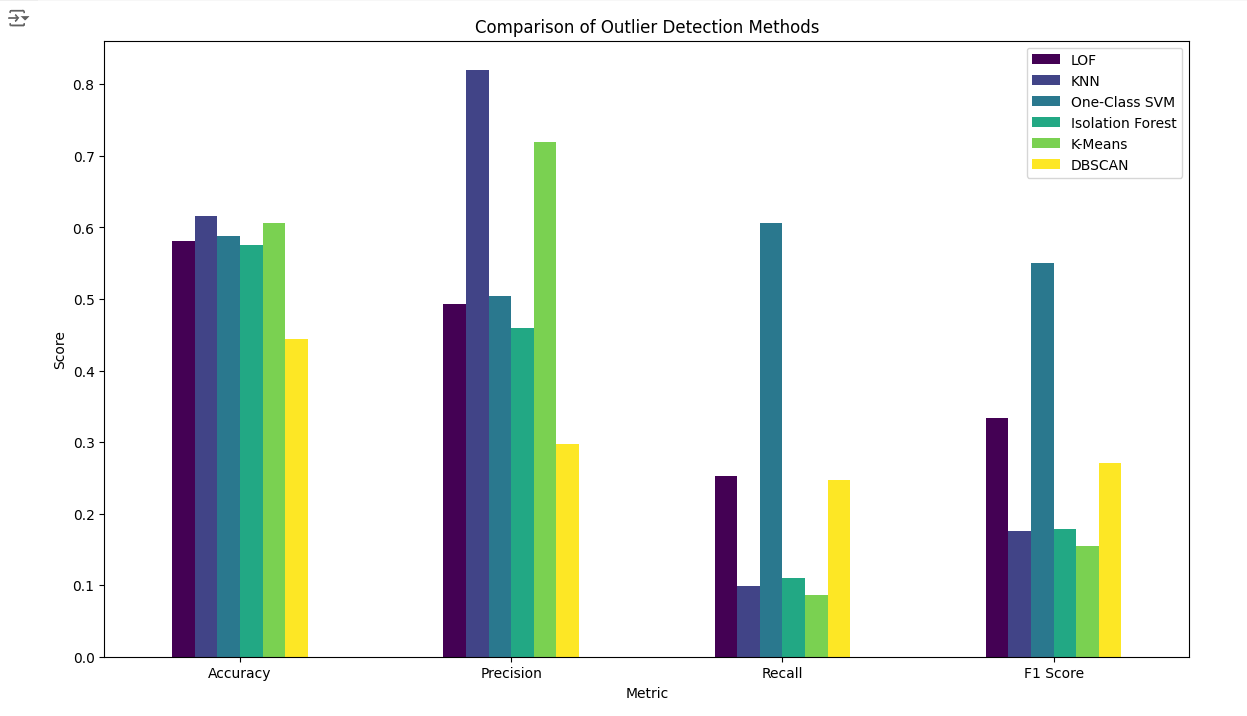 Comparison of Outlier Detection Methods
LOF
KNN
One-Class SVM
Isolation Forest
K-Means
DBSCAN
0.8
0.7
0.6
0.5
0.4
0.3
0.2
0.1
0.0
Score
Accuracy
Precision
Recall
F1 Score
Metric